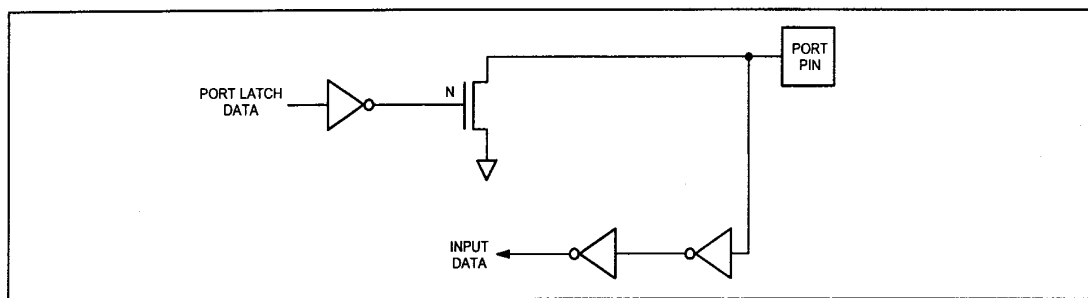 PORT
PIN
PORT LATCH
DATA
N
INPUT
DATA